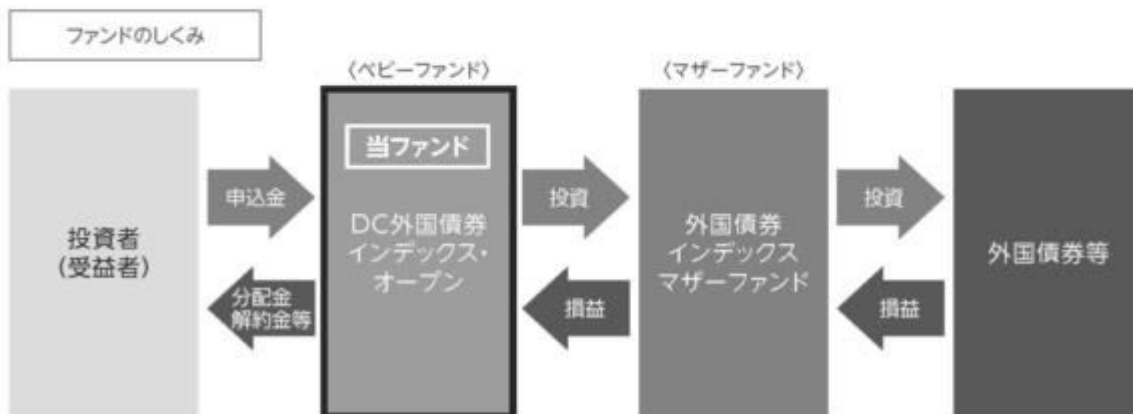 ファンドのしくみ
〈ベビーファンド〉
〈マザーファンド〉
投資者
(受益者)
申込金
分配金
解約金等
当ファンド
DC外国債券
インデックス・
オープン
投資
損益
外国債券
インデックス
マザーファンド
投資
損益
外国債券等